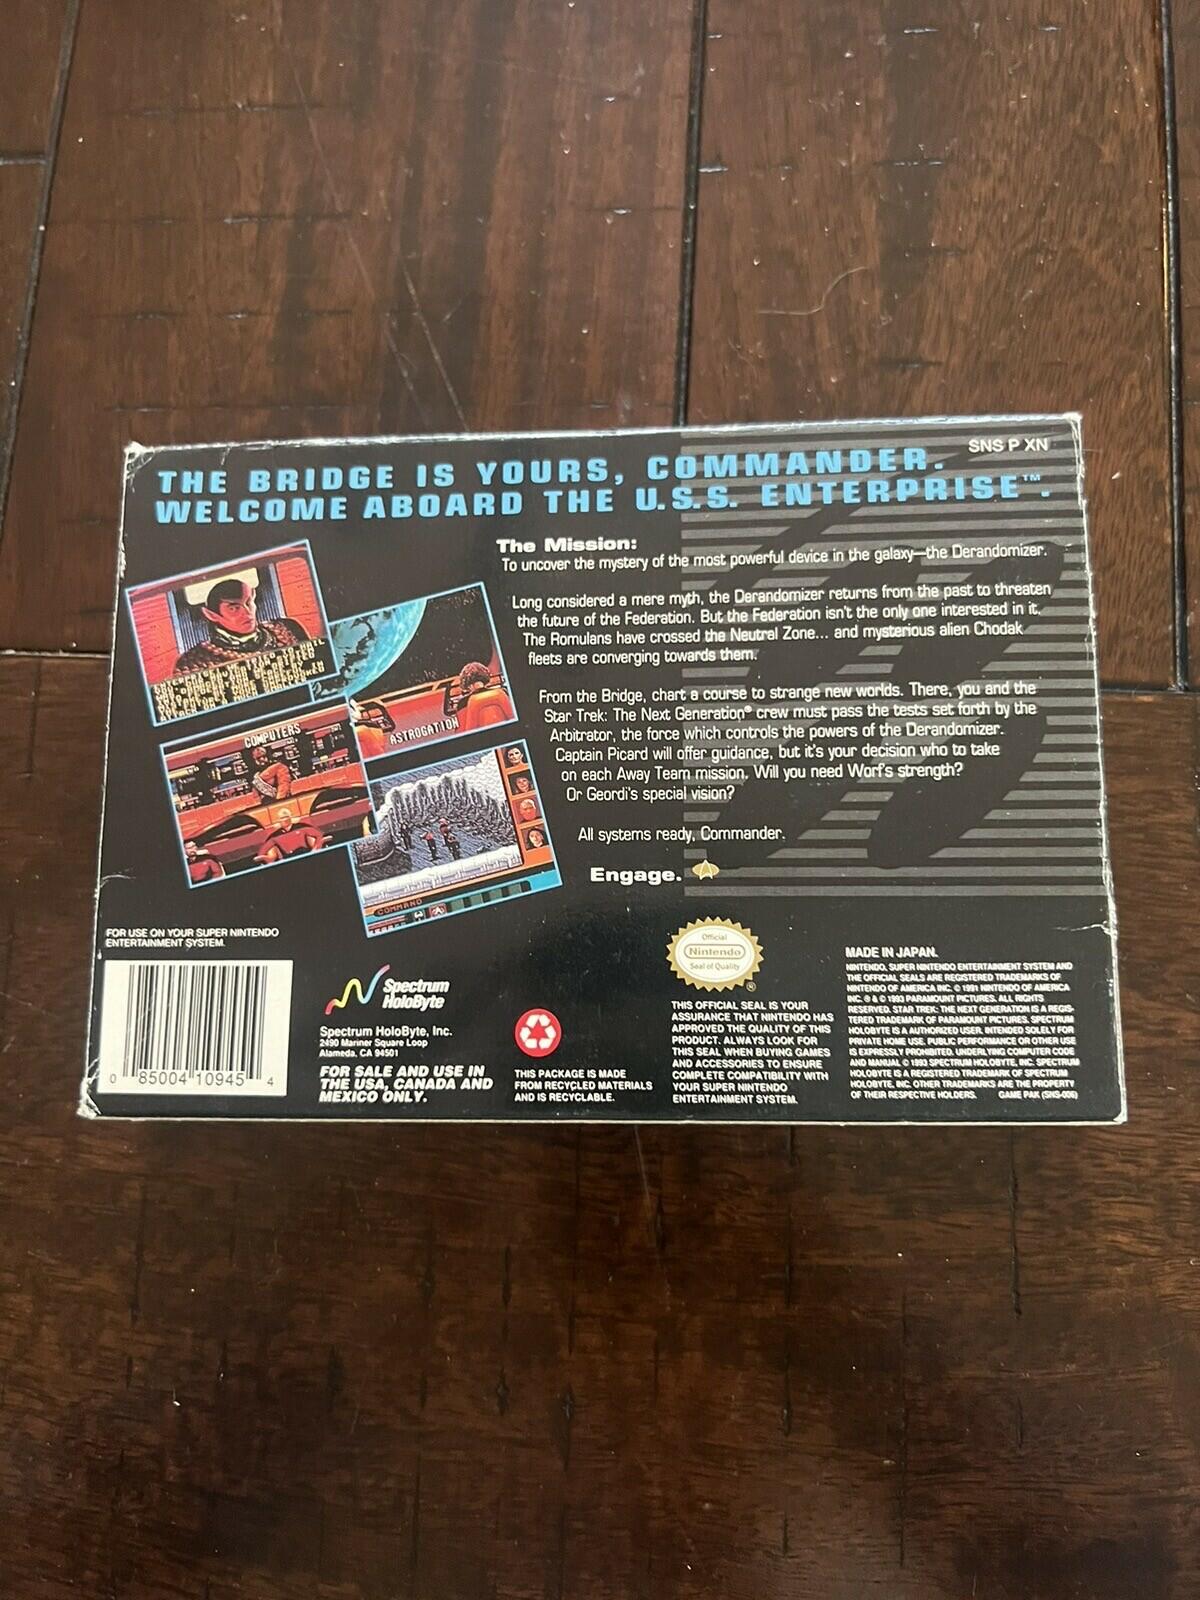 SNS P XN
THE BRIDGE IS YOURS, COMMANDER.
WELCOME ABOARD THE U.S.S. ENTERPRISE™.
The Mission:
To uncover the mystery of the most powerful device in the galaxy—the Derandomizer.
Long considered a mere myth, the Derandomizer returns from the past to threaten
the future of the Federation. But the Federation isn't the only one interested in it.
The Romulans have crossed the Neutral Zone... and mysterious alien Chodak
fleets are converging towards them.
From the Bridge, chart a course to strange new worlds. There, you and the
Star Trek: The Next Generation® crew must pass the tests set forth by the
Arbitrator, the force which controls the powers of the Derandomizer.
Captain Picard will offer guidance, but it's your decision who to take
on each Away Team mission. Will you need Worf's strength?
Or Geordi's special vision?
All systems ready, Commander.
Engage.
ASTROGATION
COMPUTERS
COMMAND
FOR USE ON YOUR SUPER NINTENDO
ENTERTAINMENT SYSTEM.
0 85004 10945 4
Spectrum
HoloByte
Spectrum HoloByte, Inc.
2490 Mariner Square Loop
Alameda, CA 94501
FOR SALE AND USE IN
THE USA, CANADA AND
MEXICO ONLY.
THIS PACKAGE IS MADE
FROM RECYCLED MATERIALS
AND IS RECYCLABLE.
Official
Nintendo
Seal of Quality
®
THIS OFFICIAL SEAL IS YOUR
ASSURANCE THAT NINTENDO HAS
APPROVED THE QUALITY OF THIS
PRODUCT. ALWAYS LOOK FOR
THIS SEAL WHEN BUYING GAMES
AND ACCESSORIES TO ENSURE
COMPLETE COMPATIBILITY WITH
YOUR SUPER NINTENDO
ENTERTAINMENT SYSTEM.
MADE IN JAPAN.
NINTENDO, SUPER NINTENDO ENTERTAINMENT SYSTEM AND
THE OFFICIAL SEALS ARE REGISTERED TRADEMARKS OF
NINTENDO OF AMERICA INC. © 1991 NINTENDO OF AMERICA
INC. ® & © 1993 PARAMOUNT PICTURES. ALL RIGHTS
RESERVED. STAR TREK: THE NEXT GENERATION IS A REGIS-
TERED TRADEMARK OF PARAMOUNT PICTURES. SPECTRUM
HOLOBYTE IS A AUTHORIZED USER. INTENDED SOLELY FOR
PRIVATE HOME USE. PUBLIC PERFORMANCE OR OTHER USE
IS EXPRESSLY PROHIBITED. UNDERLYING COMPUTER CODE
AND MANUAL © 1993 SPECTRUM HOLOBYTE, INC. SPECTRUM
HOLOBYTE IS A REGISTERED TRADEMARK OF SPECTRUM
HOLOBYTE, INC. OTHER TRADEMARKS ARE THE PROPERTY
OF THEIR RESPECTIVE HOLDERS. GAME PAK (SNS-006)